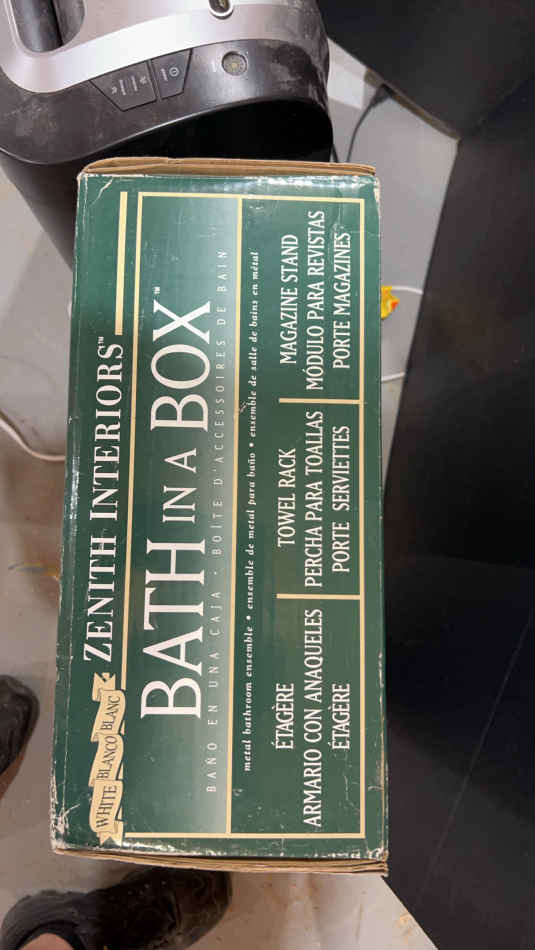 WHITE BLANCO BLANC
ZENITH INTERIORS™
BATH IN A BOX™
BAÑO EN UNA CAJA · BOÎTE D'ACCESSOIRES DE BAIN
metal bathroom ensemble • ensemble de metal para baño • ensemble de salle de bains en métal
ÉTAGÈRE
ARMARIO CON ANAQUELES
ÉTAGÈRE
TOWEL RACK
PERCHA PARA TOALLAS
PORTE SERVIETTES
MAGAZINE STAND
MÓDULO PARA REVISTAS
PORTE MAGAZINES